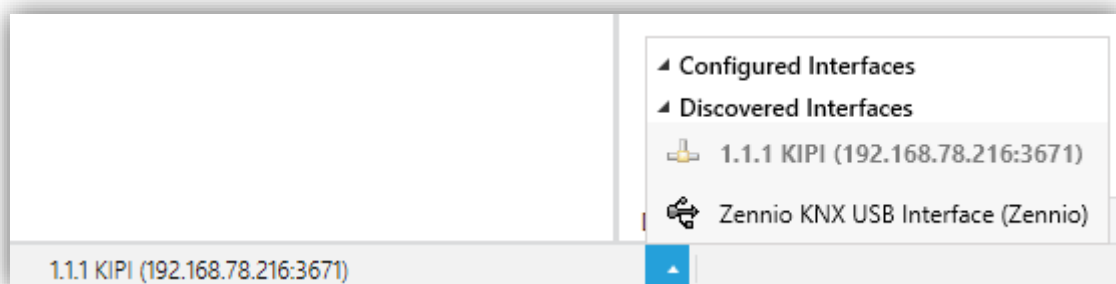 Configured Interfaces
Discovered Interfaces
1.1.1 KIPI (192.168.78.216:3671)
Zennio KNX USB Interface (Zennio)
1.1.1 KIPI (192.168.78.216:3671)